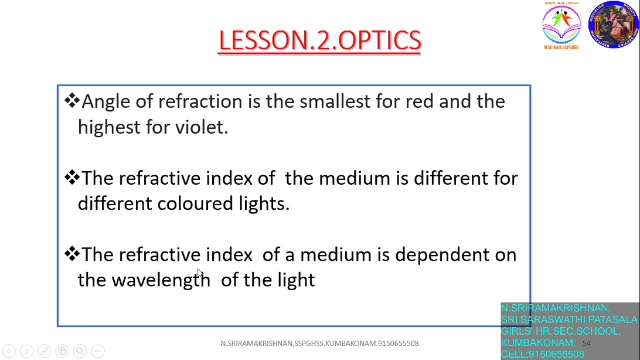 LESSON.2.OPTICS
❖Angle of refraction is the smallest for red and the
highest for violet.
❖The refractive index of the medium is different for
different coloured lights.
❖The refractive index of a medium is dependent on
the wavelength of the light
N.SRIRAMAKRISHNAN,SSPGHSS,KUMBAKONAM.9150655508
54
N.SRIRAMAKRISHNAN,
SRI SARASWATHI PATASALA
GIRLS' HR.SEC.SCHOOL,
KUMBAKONAM.
CELL:9150655508